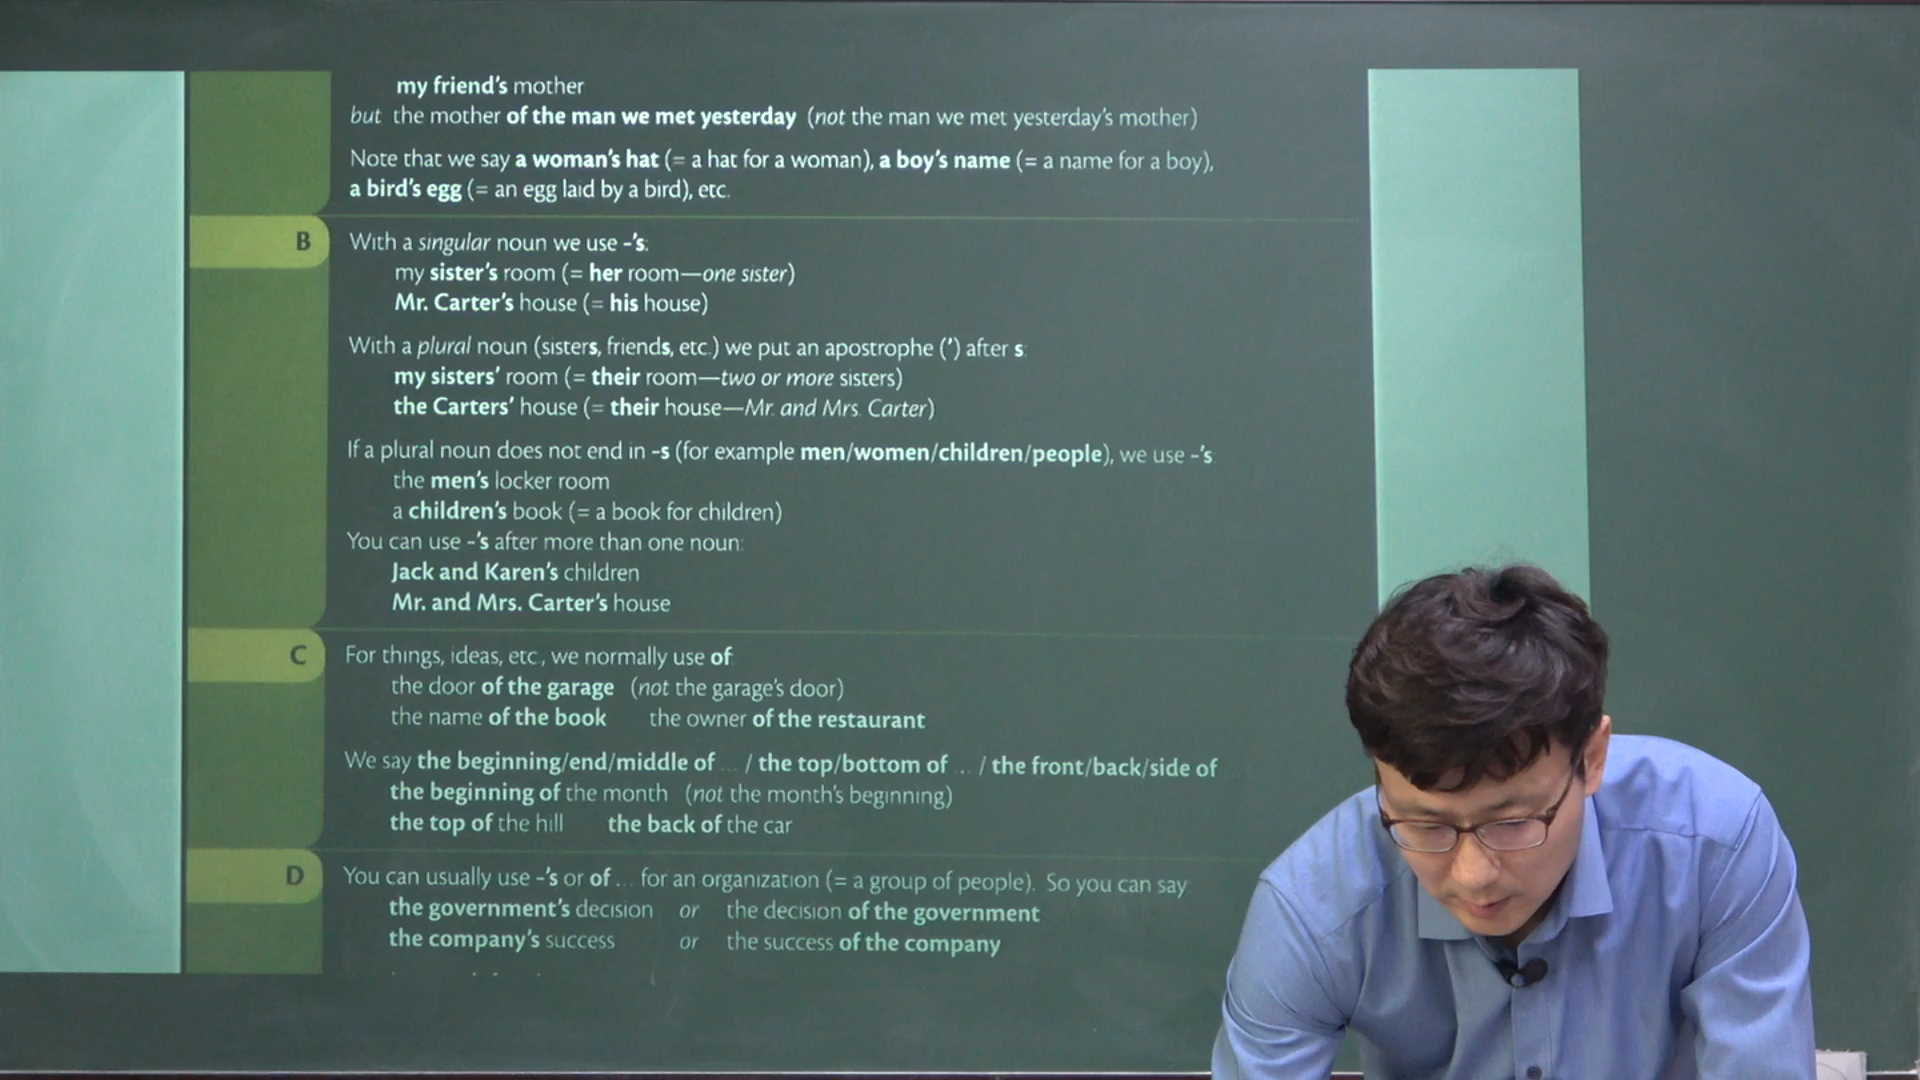 my friend's mother
but the mother of the man we met yesterday (not the man we met yesterday's mother)
Note that we say a woman's hat (= a hat for a woman), a boy's name (= a name for a boy),
a bird's egg (= an egg laid by a bird), etc.
B
With a singular noun we use -'s:
my sister's room (= her room—one sister)
Mr. Carter's house (= his house)
With a plural noun (sisters, friends, etc.) we put an apostrophe (') after s:
my sisters' room (= their room—two or more sisters)
the Carters' house (= their house—Mr. and Mrs. Carter)
If a plural noun does not end in -s (for example men/women/children/people), we use -'s
the men's locker room
a children's book (= a book for children)
You can use -'s after more than one noun:
Jack and Karen's children
Mr. and Mrs. Carter's house
C
For things, ideas, etc., we normally use of
the door of the garage (not the garage's door)
the name of the book the owner of the restaurant
We say the beginning/end/middle of ... / the top/bottom of ... / the front/back/side of
the beginning of the month (not the month's beginning)
the top of the hill the back of the car
D
You can usually use -'s or of ... for an organization (= a group of people). So you can say
the government's decision or the decision of the government
the company's success or the success of the company